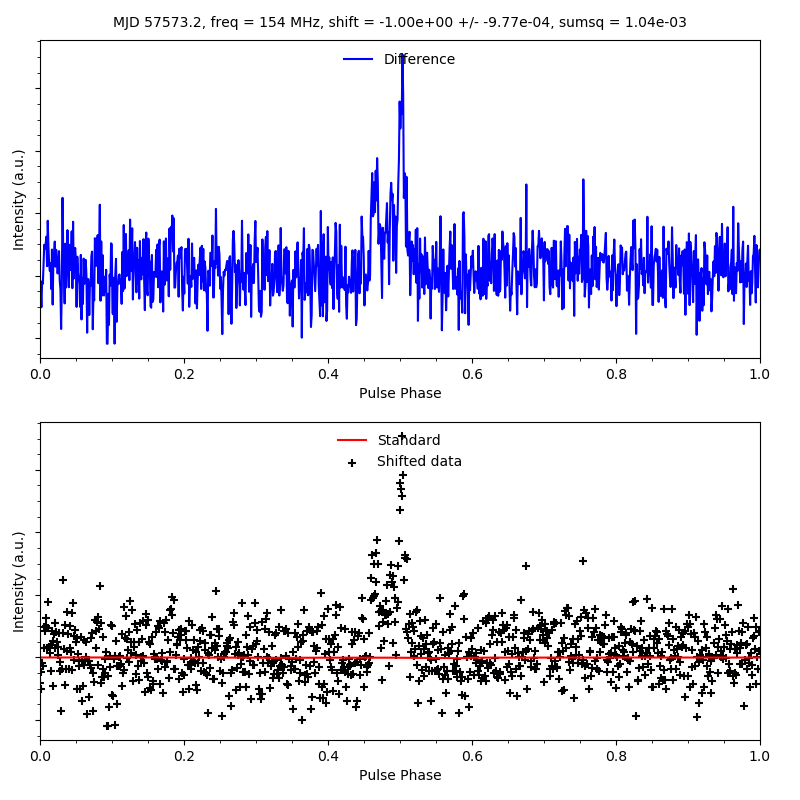 MJD 57573.2, freq = 154 MHz, shift = -1.00e+00 +/- -9.77e-04, sumsq = 1.04e-03
Difference
Intensity (a.u.)
0.0 0.2 0.4 0.6 0.8 1.0
Pulse Phase
Standard
Shifted data
Intensity (a.u.)
0.0 0.2 0.4 0.6 0.8 1.0
Pulse Phase